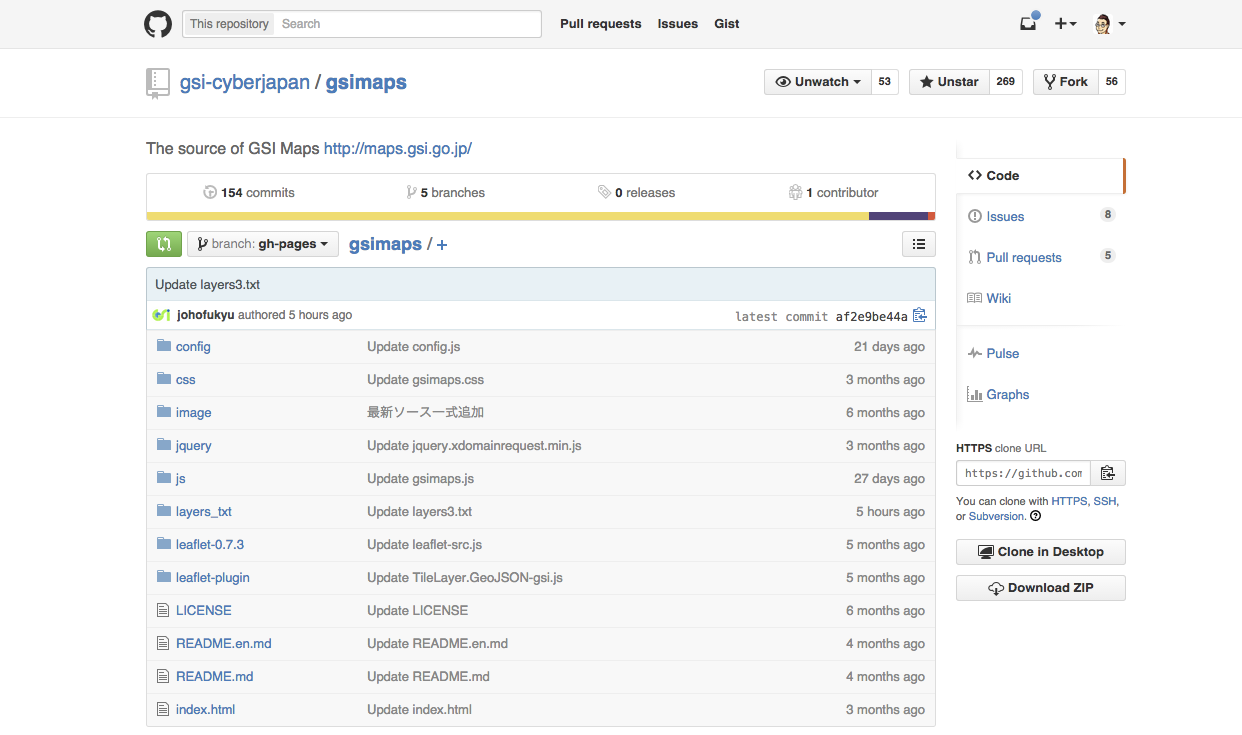 This repository Search Pull requests Issues Gist
gsi-cyberjapan / gsimaps Unwatch 53 Unstar 269 Fork 56
The source of GSI Maps http://maps.gsi.go.jp/
154 commits 5 branches 0 releases 1 contributor
branch: gh-pages gsimaps / +
Update layers3.txt
johofukyu authored 5 hours ago latest commit af2e9be44a
config Update config.js 21 days ago
css Update gsimaps.css 3 months ago
image 最新ソース一式追加 6 months ago
jquery Update jquery.xdomainrequest.min.js 3 months ago
js Update gsimaps.js 27 days ago
layers_txt Update layers3.txt 5 hours ago
leaflet-0.7.3 Update leaflet-src.js 5 months ago
leaflet-plugin Update TileLayer.GeoJSON-gsi.js 5 months ago
LICENSE Update LICENSE 6 months ago
README.en.md Update README.en.md 4 months ago
README.md Update README.md 4 months ago
index.html Update index.html 3 months ago
Code
Issues 8
Pull requests 5
Wiki
Pulse
Graphs
HTTPS clone URL
https://github.com
You can clone with HTTPS, SSH,
or Subversion.
Clone in Desktop
Download ZIP